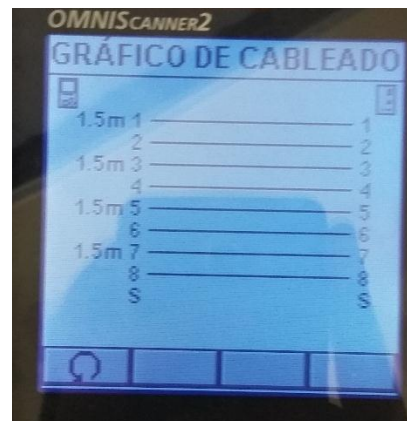 OMNISCANNER2
GRÁFICO DE CABLEADO
1.5m 1 1
2 2
1.5m 3 3
4 4
1.5m 5 5
6 6
1.5m 7 7
8 8
S S